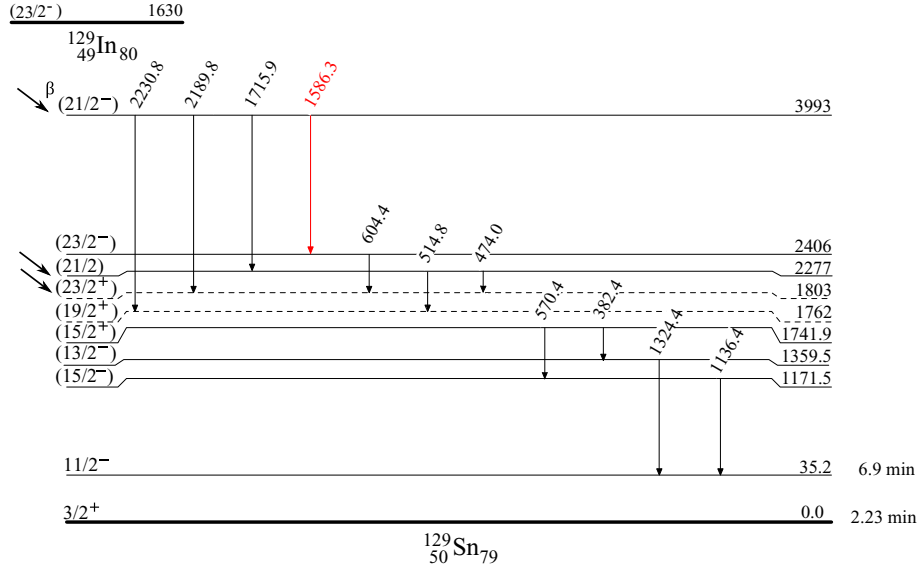 (23/2⁻) 1630
¹²⁹₄₉In₈₀
β
2230.8 2189.8 1715.9 1586.3
(21/2⁻) 3993
604.4 514.8 474.0
(23/2⁻) 2406
(21/2) 2277
(23/2⁺) 1803
570.4 382.4 1324.4 1136.4
(19/2⁺) 1762
(15/2⁺) 1741.9
(13/2⁻) 1359.5
(15/2⁻) 1171.5
11/2⁻ 35.2 6.9 min
3/2⁺ 0.0 2.23 min
¹²⁹₅₀Sn₇₉